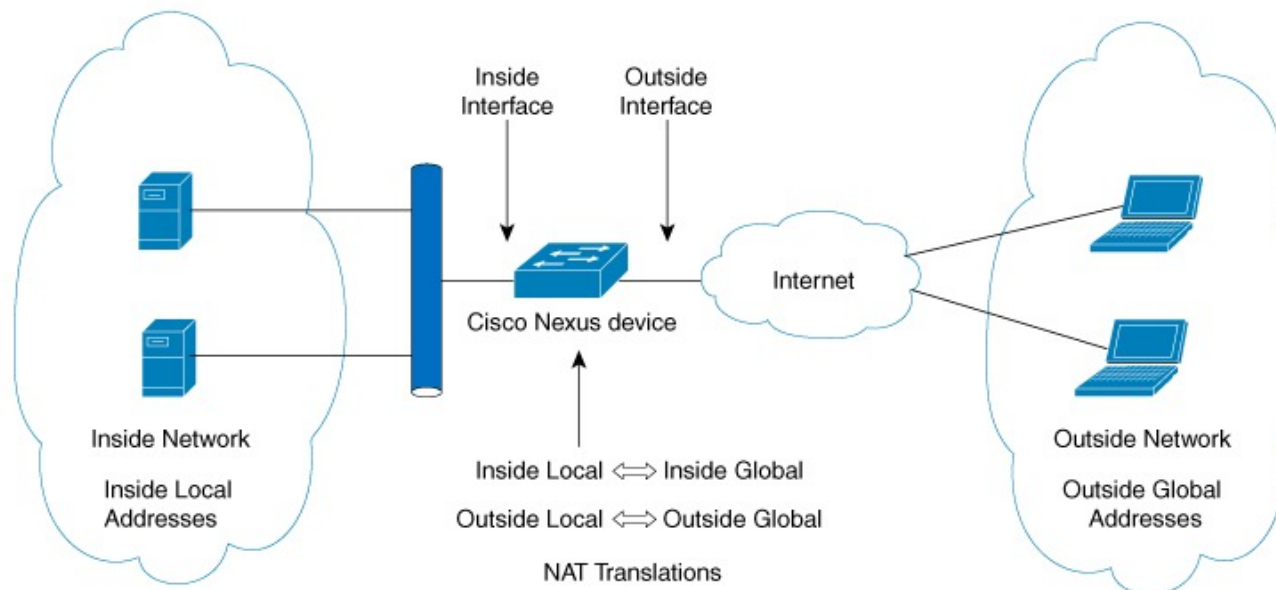 Inside
Interface
Outside
Interface
Internet
Cisco Nexus device
Inside Network
Outside Network
Inside Local
Addresses
Inside Local ⇔ Inside Global
Outside Global
Addresses
Outside Local ⇔ Outside Global
NAT Translations